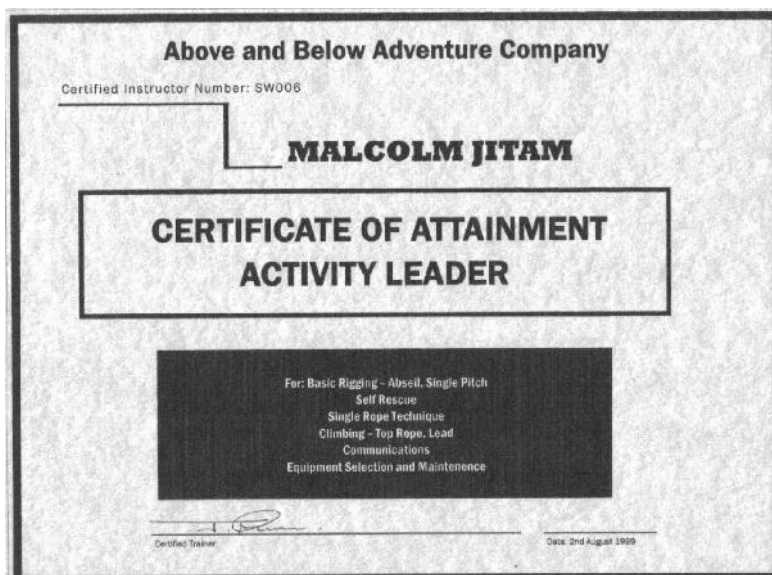 Above and Below Adventure Company
Certified Instructor Number: SW006
MALCOLM JITAM
CERTIFICATE OF ATTAINMENT
ACTIVITY LEADER
For: Basic Rigging – Abseil, Single Pitch
Self Rescue
Single Rope Technique
Climbing – Top Rope, Lead
Communications
Equipment Selection and Maintenence
Certified Trainer
Date: 2nd August 1999